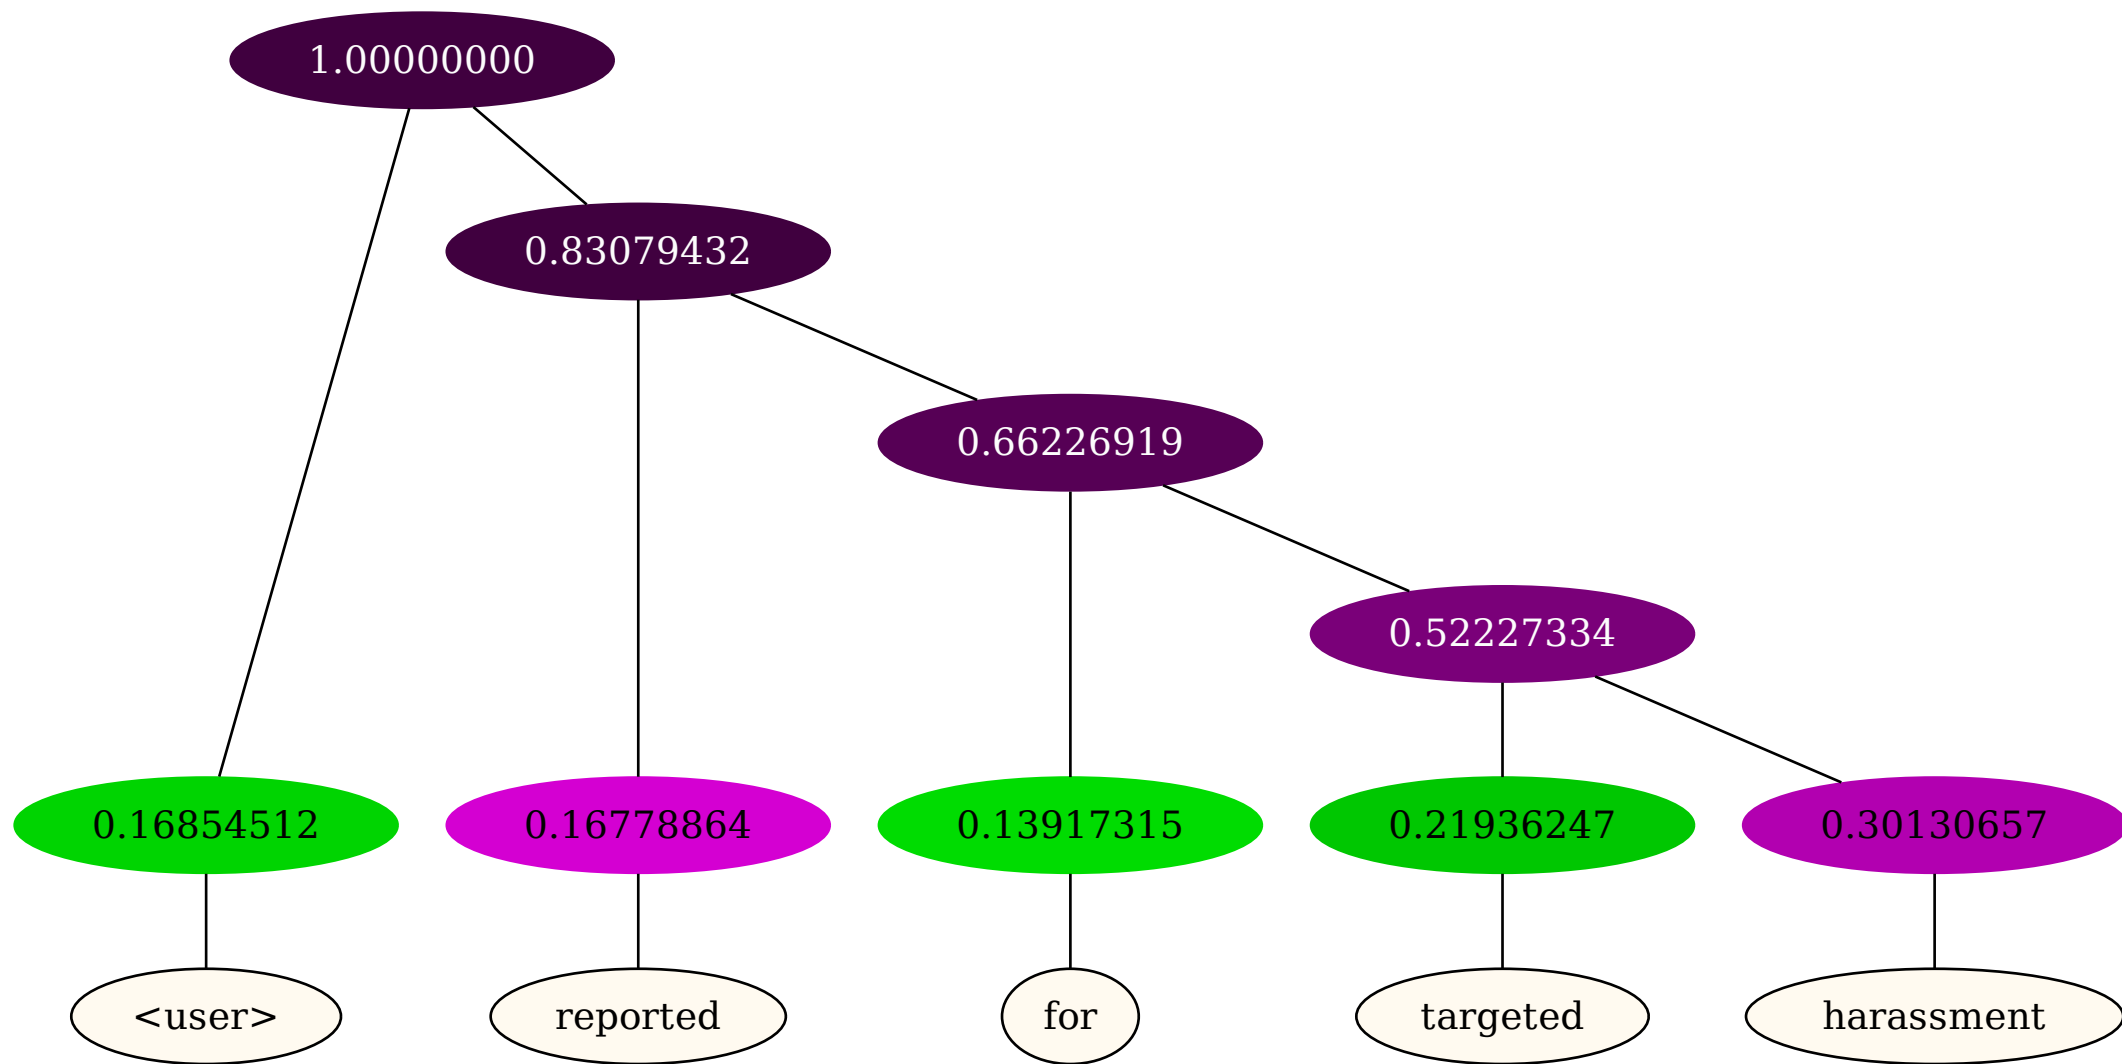 1.00000000
0.83079432
0.66226919
0.52227334
0.16854512 0.16778864 0.13917315 0.21936247 0.30130657
<user> reported for targeted harassment